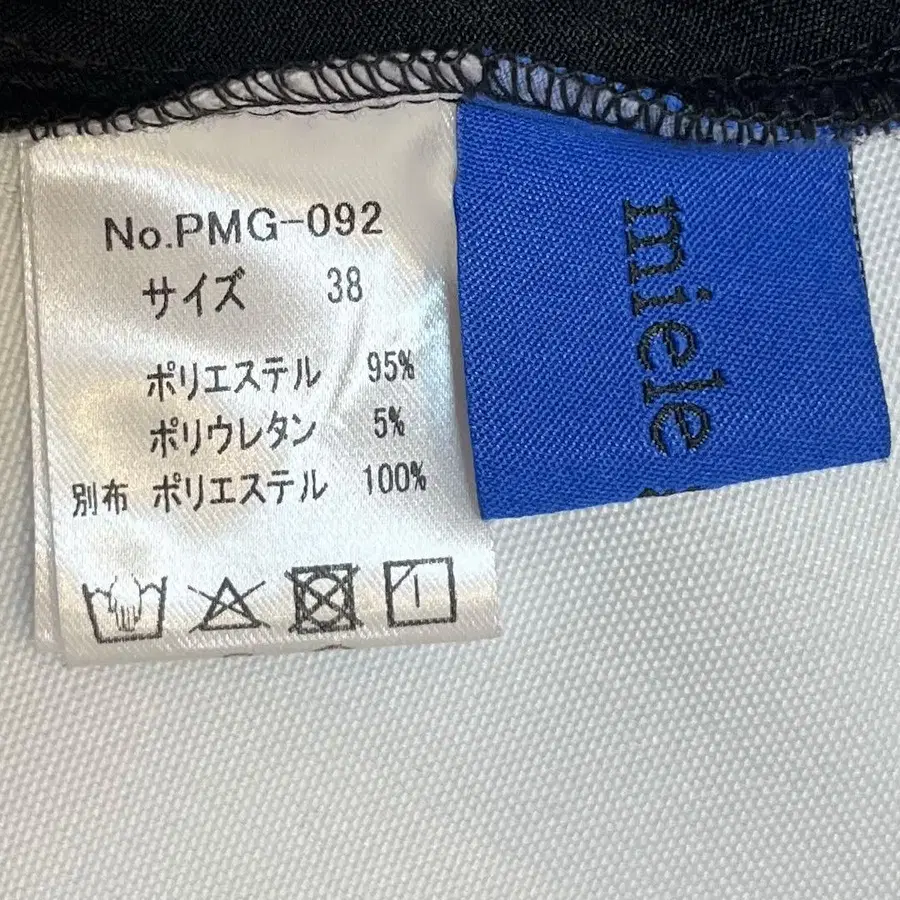 No.PMG-092
サイズ 38
ポリエステル 95%
ポリウレタン 5%
別布 ポリエステル 100%
miele